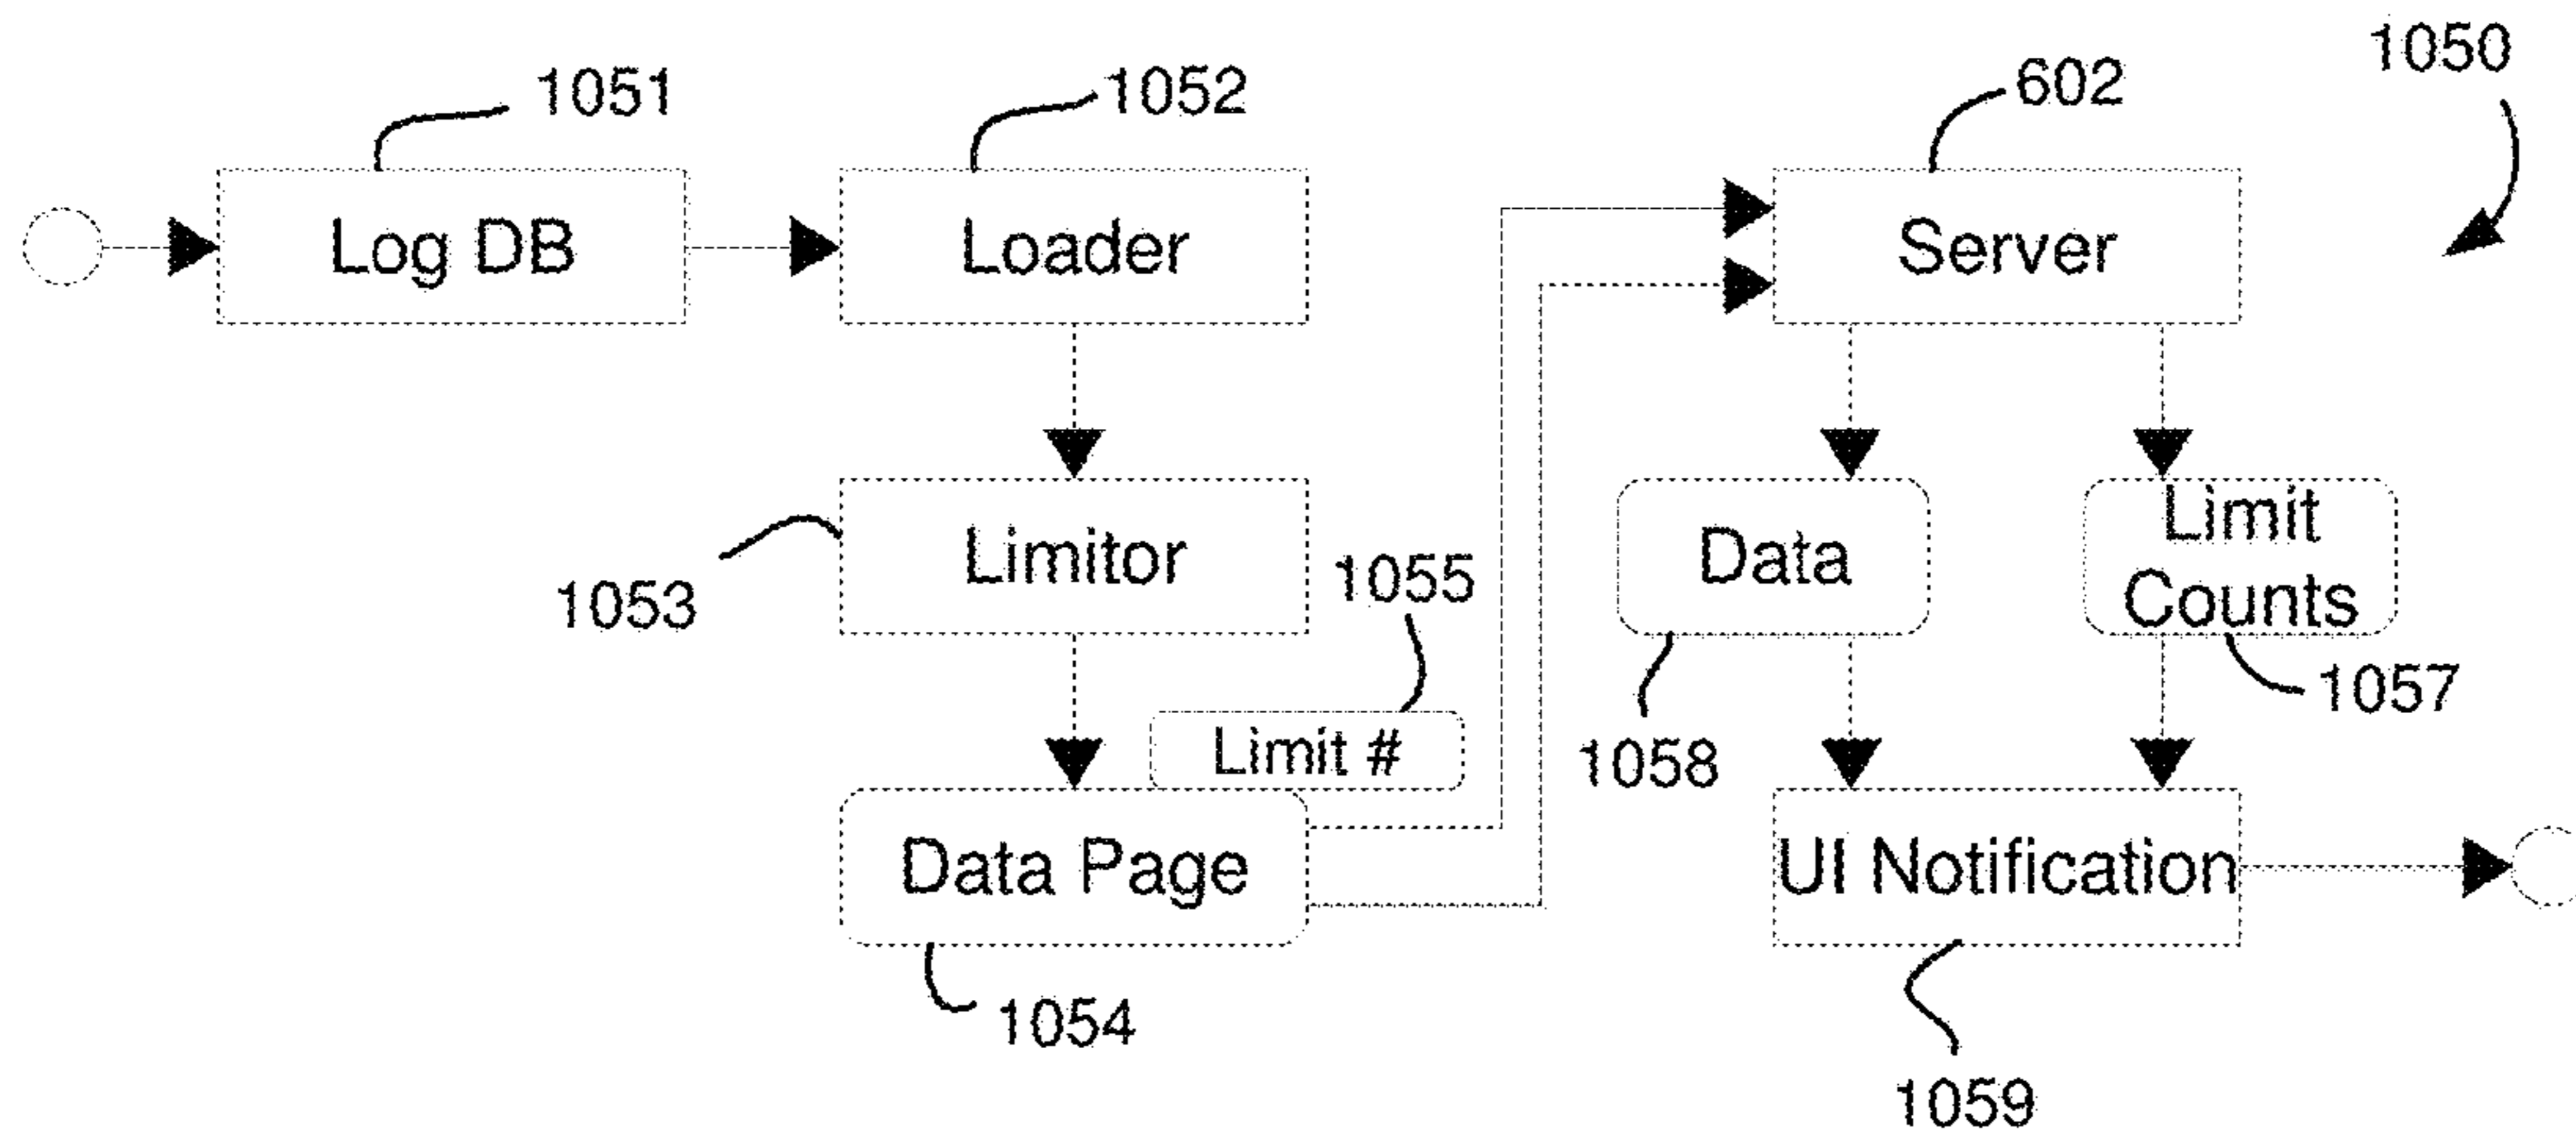 1050
1051
1052
602
Log DB
Loader
Server
Limitor
1053
1055
Data
Limit
Counts
1057
1058
Limit #
Data Page
UI Notification
1054
1059